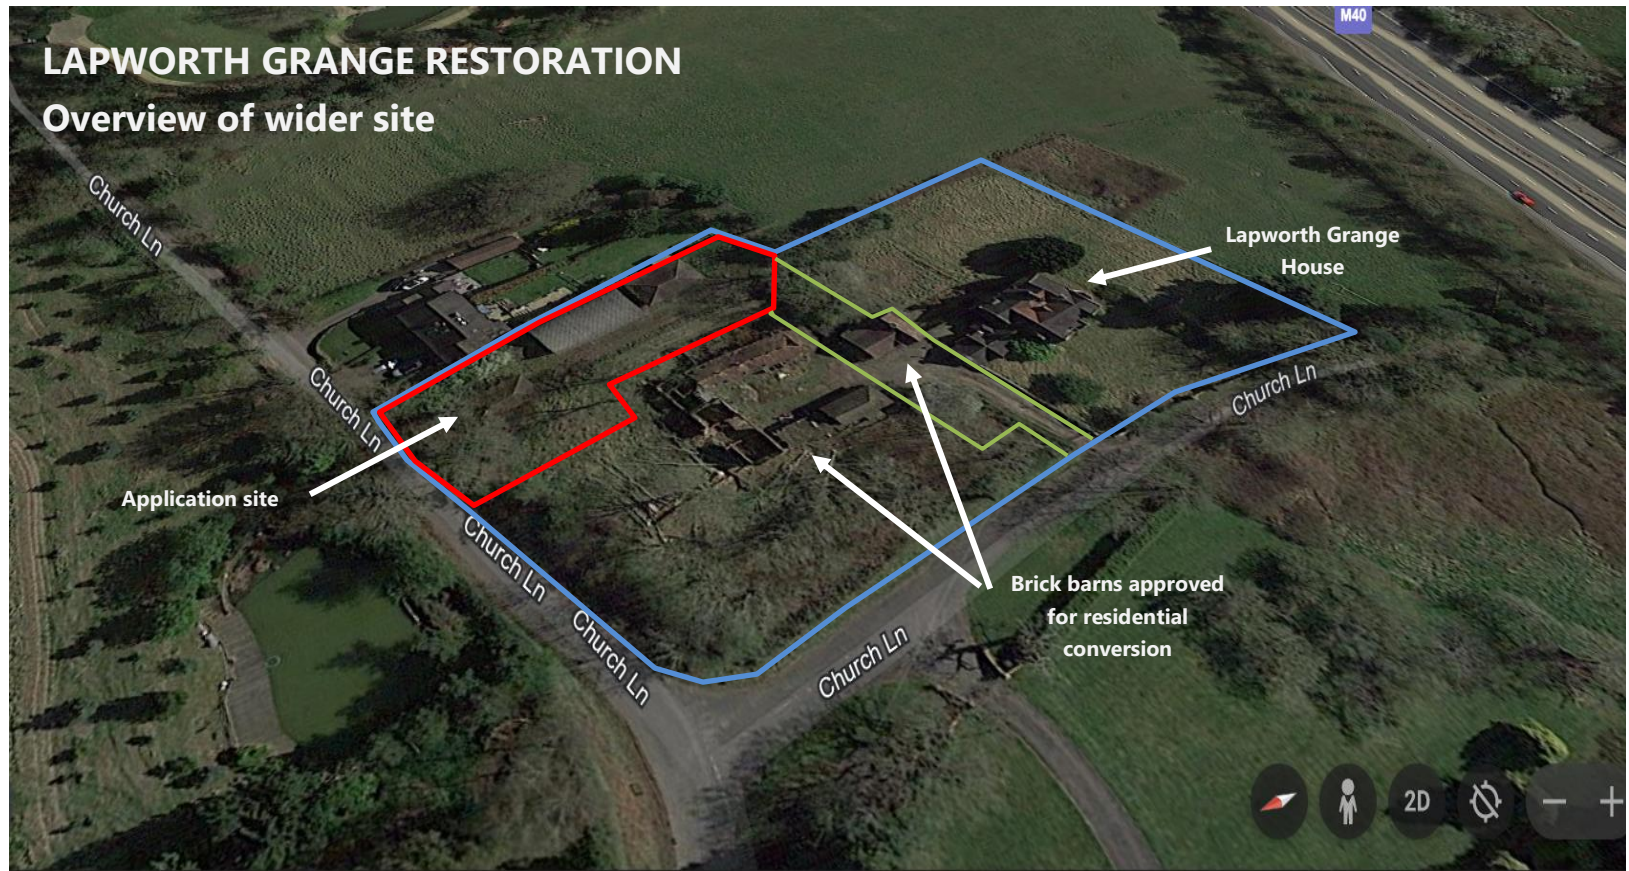 LAPWORTH GRANGE RESTORATION
Overview of wider site
M40
Church Ln
Lapworth Grange
House
Church Ln
Church Ln
Application site
Church Ln
Brick barns approved
for residential
conversion
Church Ln
Church Ln
2D